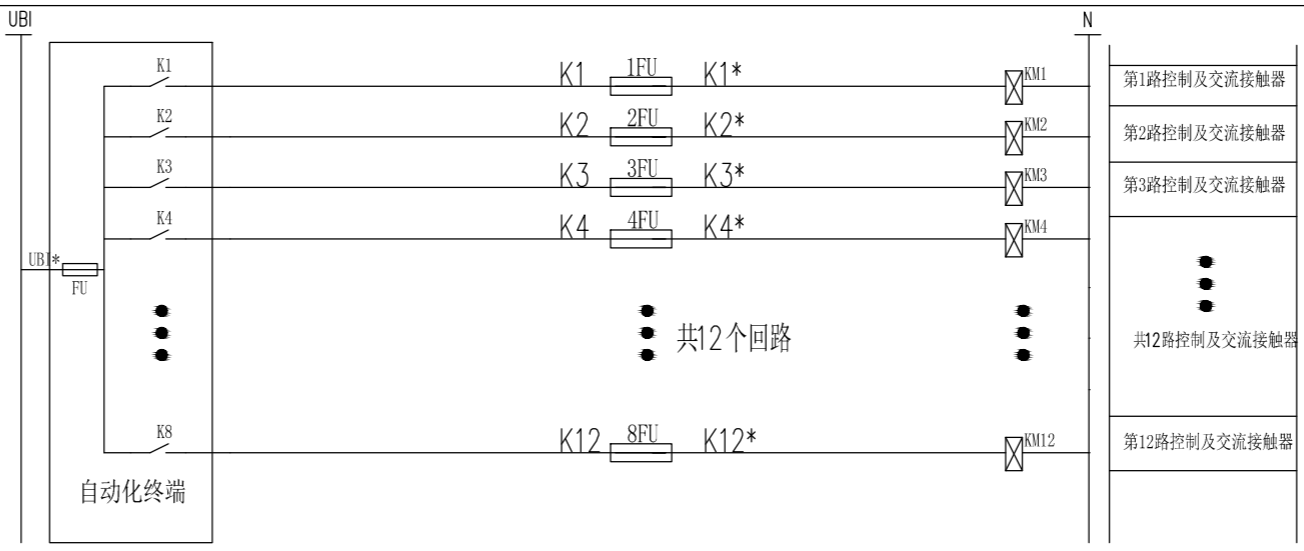 UBI
N
K1
K1
1FU
K1*
KM1
第1路控制及交流接触器
K2
K2
2FU
K2*
KM2
第2路控制及交流接触器
K3
K3
3FU
K3*
KM3
第3路控制及交流接触器
K4
K4
4FU
K4*
KM4
UBI*
FU
共12个回路
共12路控制及交流接触器
K8
K12
8FU
K12*
KM12
第12路控制及交流接触器
自动化终端